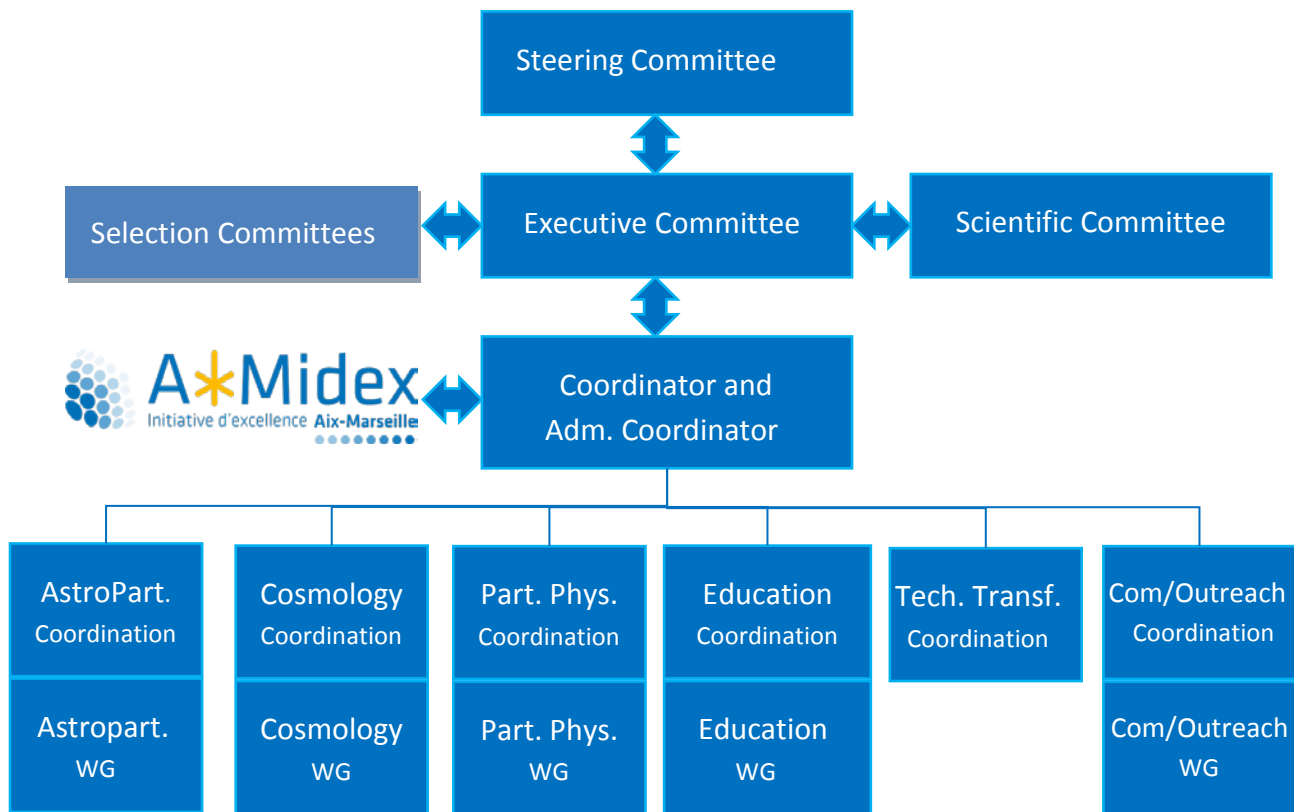 Steering Committee
Selection Committees
Executive Committee
Scientific Committee
A*Midex
Initiative d'excellence Aix-Marseille
Coordinator and
Adm. Coordinator
AstroPart.
Coordination
Cosmology
Coordination
Part. Phys.
Coordination
Education
Coordination
Tech. Transf.
Coordination
Com/Outreach
Coordination
Astropart.
WG
Cosmology
WG
Part. Phys.
WG
Education
WG
Com/Outreach
WG